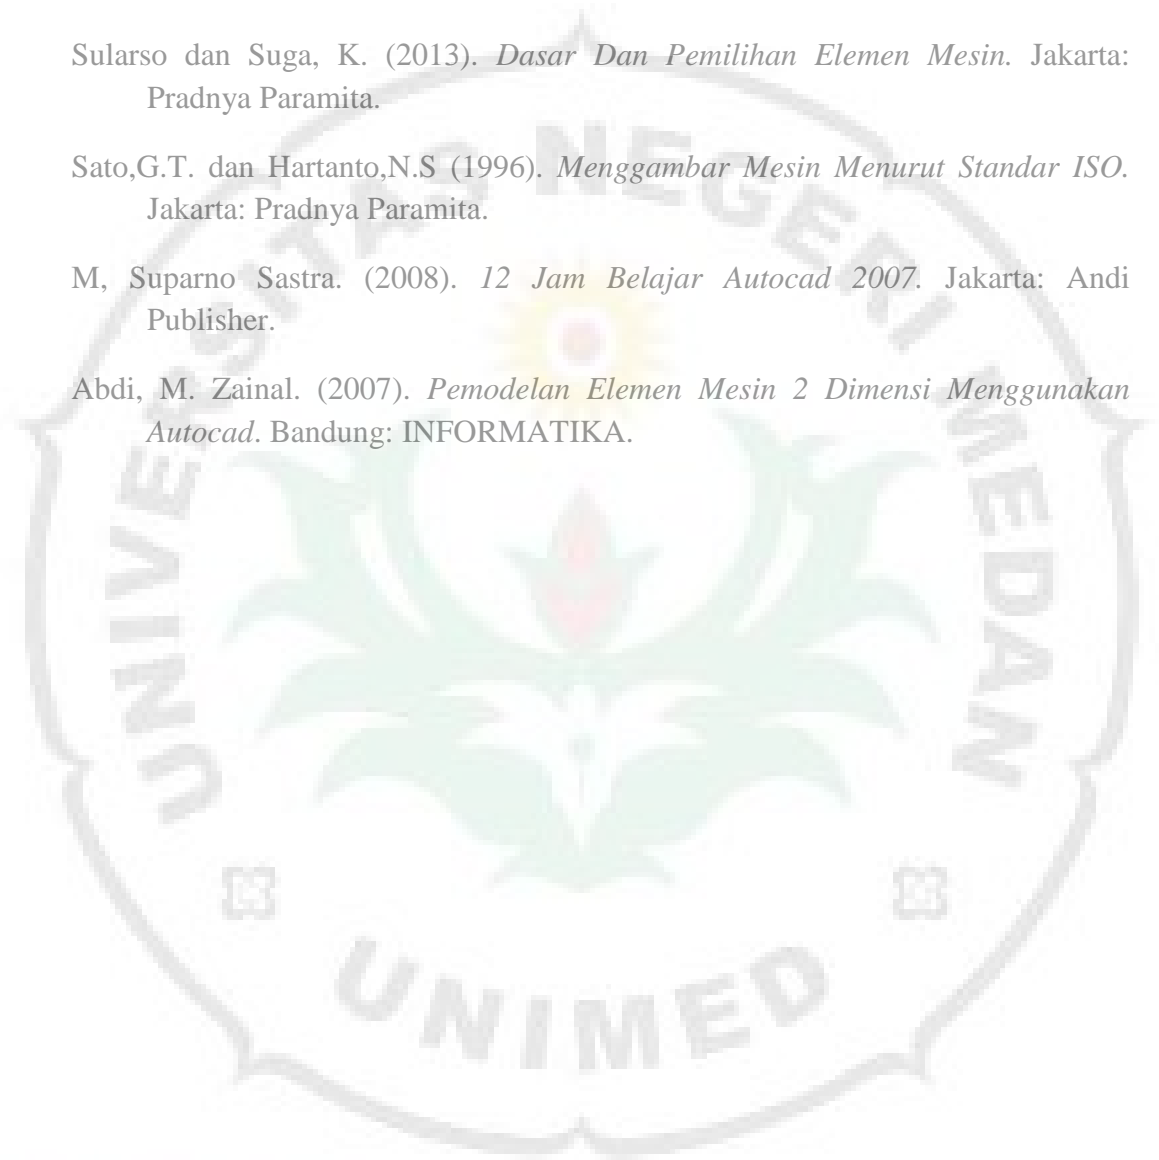 Sularso dan Suga, K. (2013). Dasar Dan Pemilihan Elemen Mesin. Jakarta:
Pradnya Paramita.
Sato,G.T. dan Hartanto,N.S (1996). Menggambar Mesin Menurut Standar ISO.
Jakarta: Pradnya Paramita.
M, Suparno Sastra. (2008). 12 Jam Belajar Autocad 2007. Jakarta: Andi
Publisher.
Abdi, M. Zainal. (2007). Pemodelan Elemen Mesin 2 Dimensi Menggunakan
Autocad. Bandung: INFORMATIKA.
UNIVERSITAS NEGERI MEDAN
UNIMED